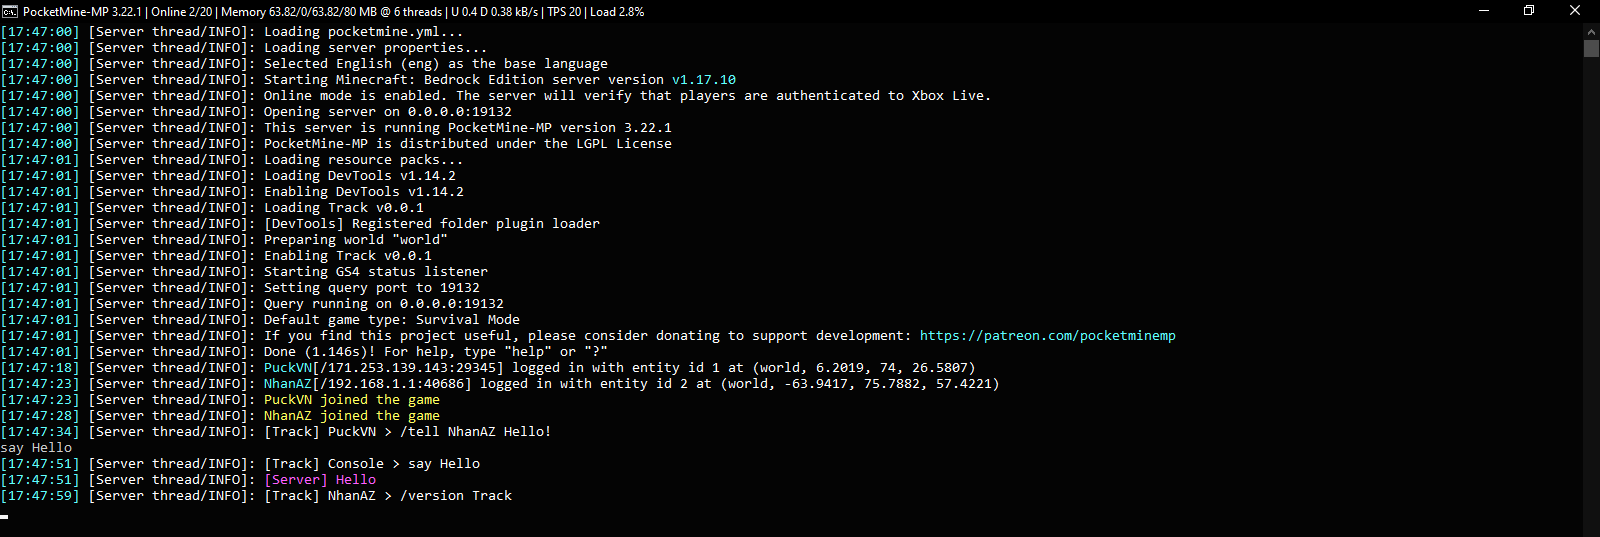 PocketMine-MP 3.22.1 | Online 2/20 | Memory 63.82/0/63.82/80 MB @ 6 threads | U 0.4 D 0.38 kB/s | TPS 20 | Load 2.8%
[17:47:00] [Server thread/INFO]: Loading pocketmine.yml...
[17:47:00] [Server thread/INFO]: Loading server properties...
[17:47:00] [Server thread/INFO]: Selected English (eng) as the base language
[17:47:00] [Server thread/INFO]: Starting Minecraft: Bedrock Edition server version v1.17.10
[17:47:00] [Server thread/INFO]: Online mode is enabled. The server will verify that players are authenticated to Xbox Live.
[17:47:00] [Server thread/INFO]: Opening server on 0.0.0.0:19132
[17:47:00] [Server thread/INFO]: This server is running PocketMine-MP version 3.22.1
[17:47:00] [Server thread/INFO]: PocketMine-MP is distributed under the LGPL License
[17:47:01] [Server thread/INFO]: Loading resource packs...
[17:47:01] [Server thread/INFO]: Loading DevTools v1.14.2
[17:47:01] [Server thread/INFO]: Enabling DevTools v1.14.2
[17:47:01] [Server thread/INFO]: Loading Track v0.0.1
[17:47:01] [Server thread/INFO]: [DevTools] Registered folder plugin loader
[17:47:01] [Server thread/INFO]: Preparing world "world"
[17:47:01] [Server thread/INFO]: Enabling Track v0.0.1
[17:47:01] [Server thread/INFO]: Starting GS4 status listener
[17:47:01] [Server thread/INFO]: Setting query port to 19132
[17:47:01] [Server thread/INFO]: Query running on 0.0.0.0:19132
[17:47:01] [Server thread/INFO]: Default game type: Survival Mode
[17:47:01] [Server thread/INFO]: If you find this project useful, please consider donating to support development: https://patreon.com/pocketminemp
[17:47:01] [Server thread/INFO]: Done (1.146s)! For help, type "help" or "?"
[17:47:18] [Server thread/INFO]: PuckVN[/171.253.139.143:29345] logged in with entity id 1 at (world, 6.2019, 74, 26.5807)
[17:47:23] [Server thread/INFO]: NhanAZ[/192.168.1.1:40686] logged in with entity id 2 at (world, -63.9417, 75.7882, 57.4221)
[17:47:23] [Server thread/INFO]: PuckVN joined the game
[17:47:28] [Server thread/INFO]: NhanAZ joined the game
[17:47:34] [Server thread/INFO]: [Track] PuckVN > /tell NhanAZ Hello!
say Hello
[17:47:51] [Server thread/INFO]: [Track] Console > say Hello
[17:47:51] [Server thread/INFO]: [Server] Hello
[17:47:59] [Server thread/INFO]: [Track] NhanAZ > /version Track